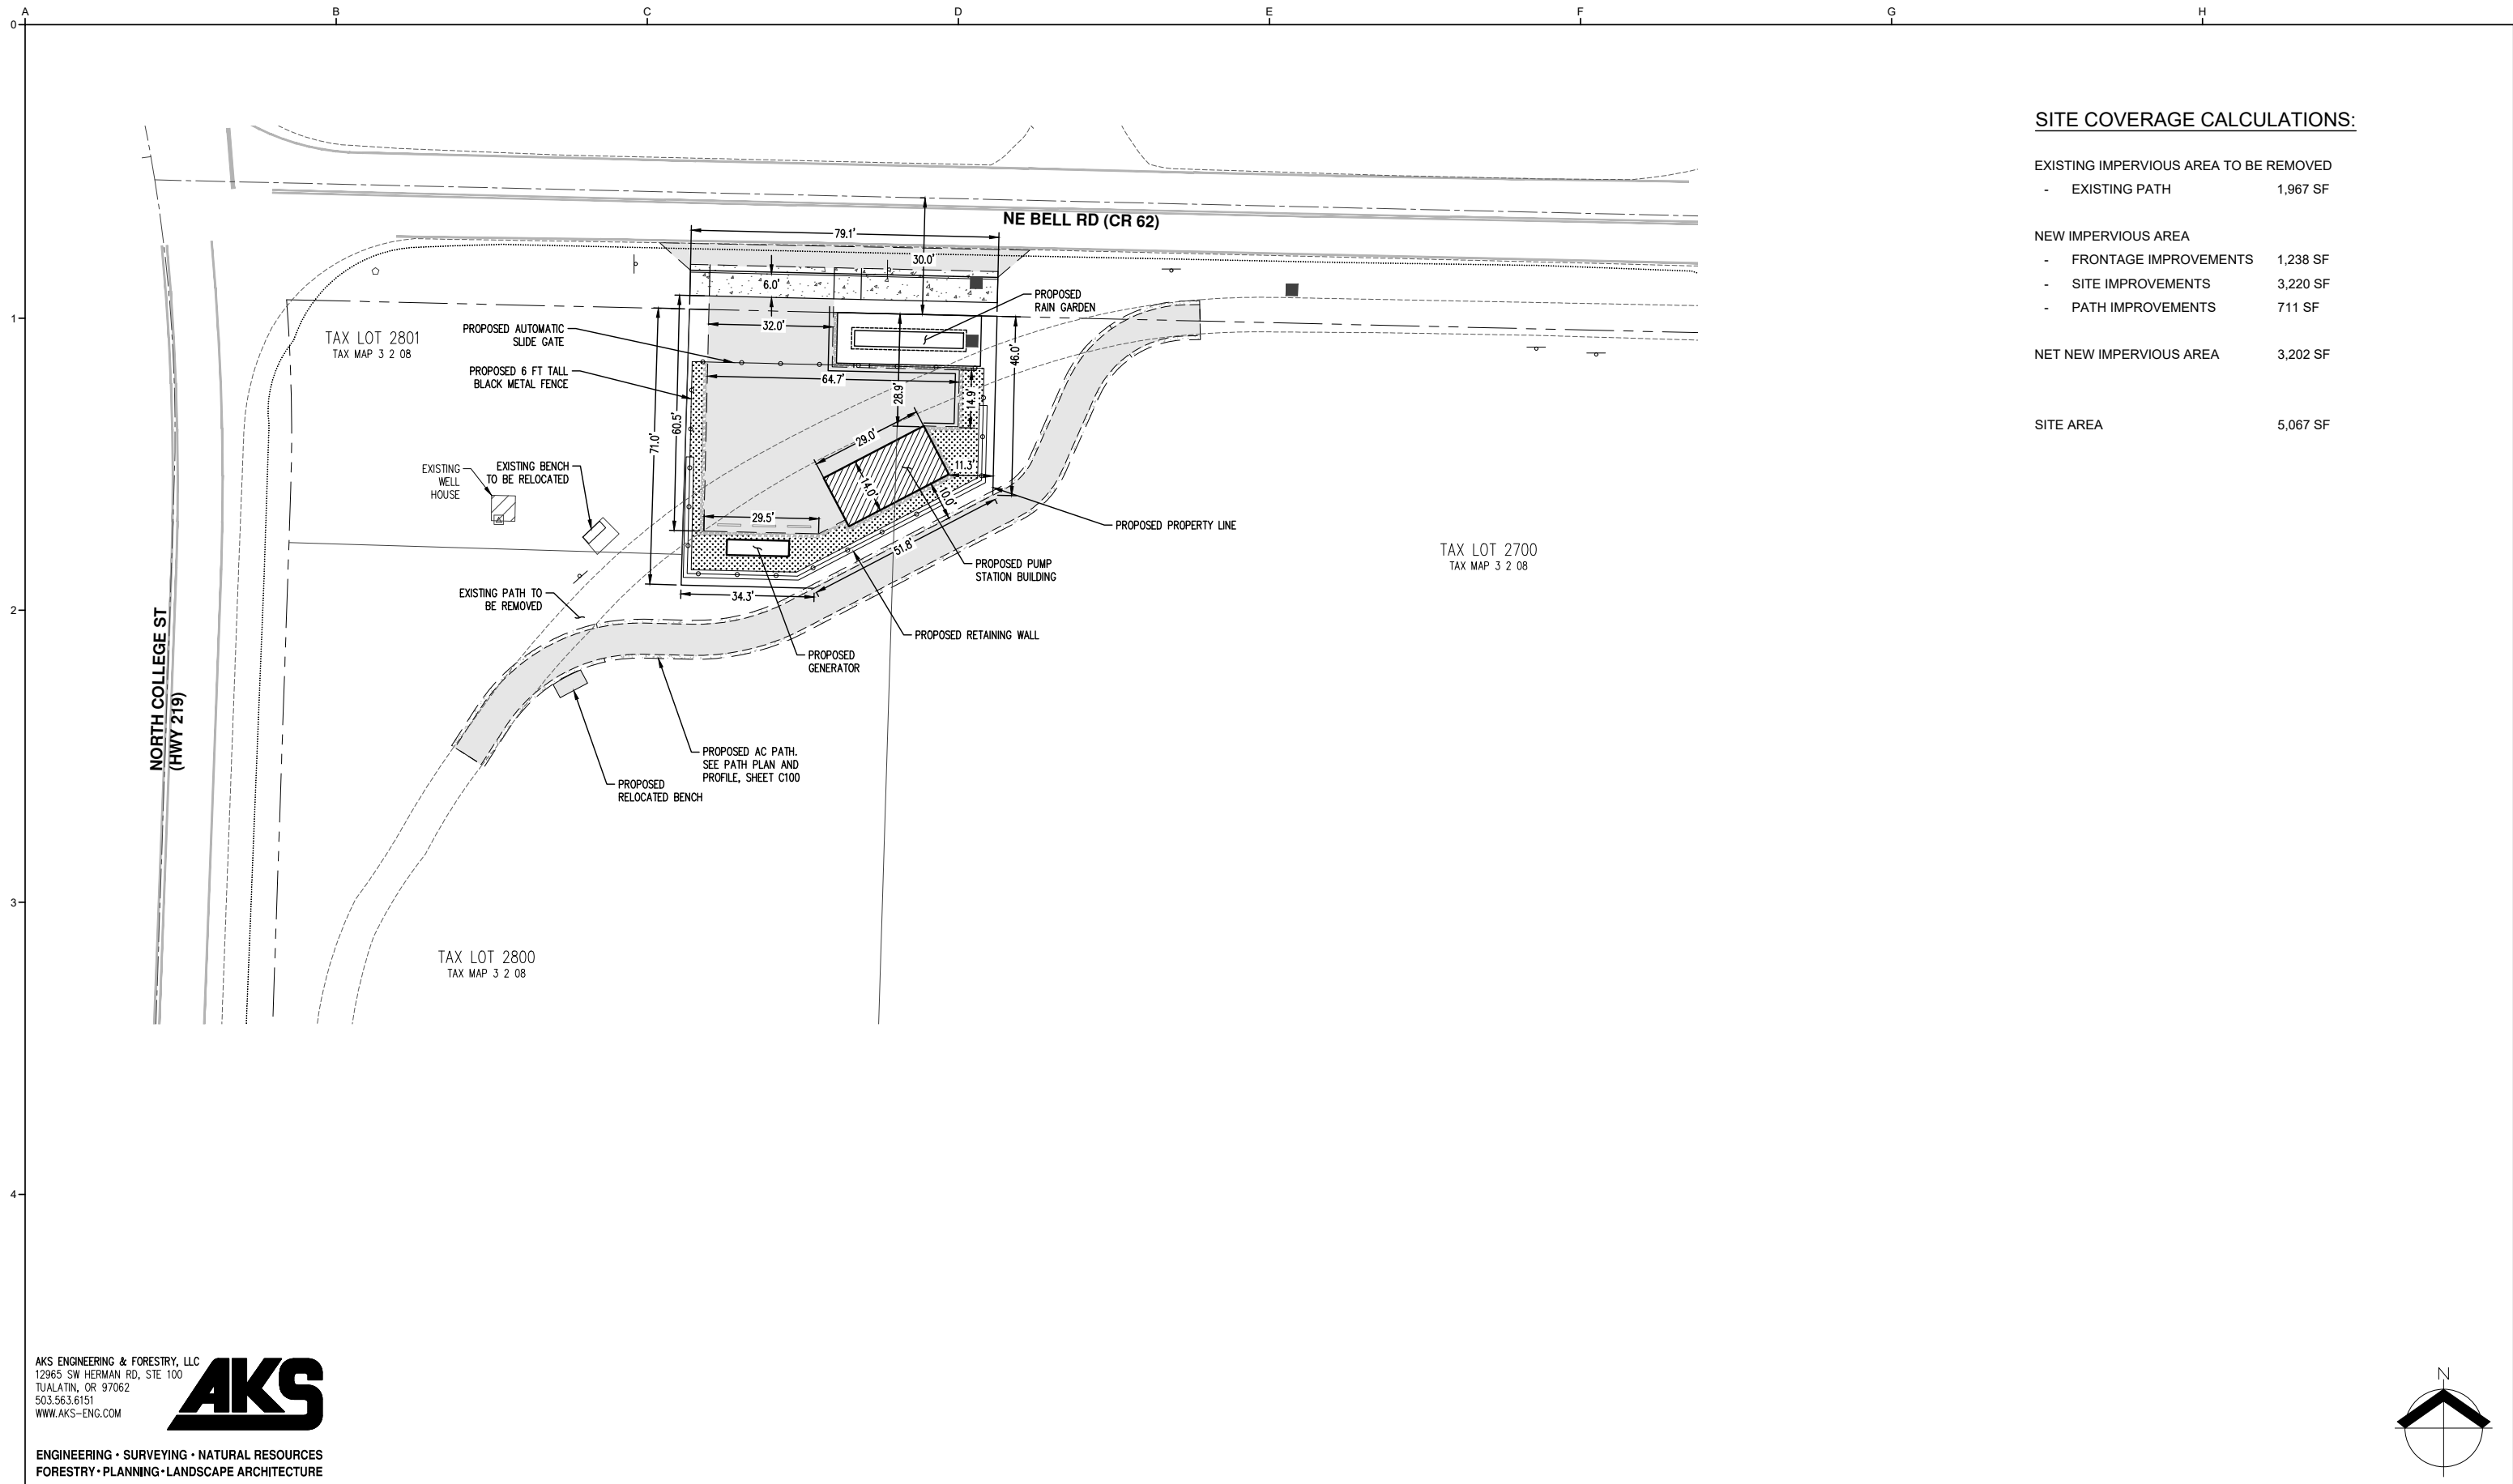 A B C D E F G H
0
1
2
3
4
SITE COVERAGE CALCULATIONS:
EXISTING IMPERVIOUS AREA TO BE REMOVED
- EXISTING PATH 1,967 SF
NEW IMPERVIOUS AREA
- FRONTAGE IMPROVEMENTS 1,238 SF
- SITE IMPROVEMENTS 3,220 SF
- PATH IMPROVEMENTS 711 SF
NET NEW IMPERVIOUS AREA 3,202 SF
SITE AREA 5,067 SF
NE BELL RD (CR 62)
79.1'
30.0'
6.0'
PROPOSED
RAIN GARDEN
32.0'
PROPOSED AUTOMATIC
SLIDE GATE
TAX LOT 2801
TAX MAP 3 2 08
PROPOSED 6 FT TALL
BLACK METAL FENCE
46.0'
64.7'
28.9'
14.9'
60.5'
71.0'
29.0'
11.3'
14.0'
10.0'
EXISTING
WELL
HOUSE
EXISTING BENCH
TO BE RELOCATED
29.5'
51.8'
PROPOSED PROPERTY LINE
TAX LOT 2700
TAX MAP 3 2 08
PROPOSED PUMP
STATION BUILDING
EXISTING PATH TO
BE REMOVED
34.3'
PROPOSED RETAINING WALL
PROPOSED
GENERATOR
NORTH COLLEGE ST
(HWY 219)
PROPOSED AC PATH.
SEE PATH PLAN AND
PROFILE, SHEET C100
PROPOSED
RELOCATED BENCH
TAX LOT 2800
TAX MAP 3 2 08
AKS ENGINEERING & FORESTRY, LLC
12965 SW HERMAN RD, STE 100
TUALATIN, OR 97062
503.563.6151
WWW.AKS-ENG.COM
AKS
ENGINEERING • SURVEYING • NATURAL RESOURCES
FORESTRY • PLANNING • LANDSCAPE ARCHITECTURE
N